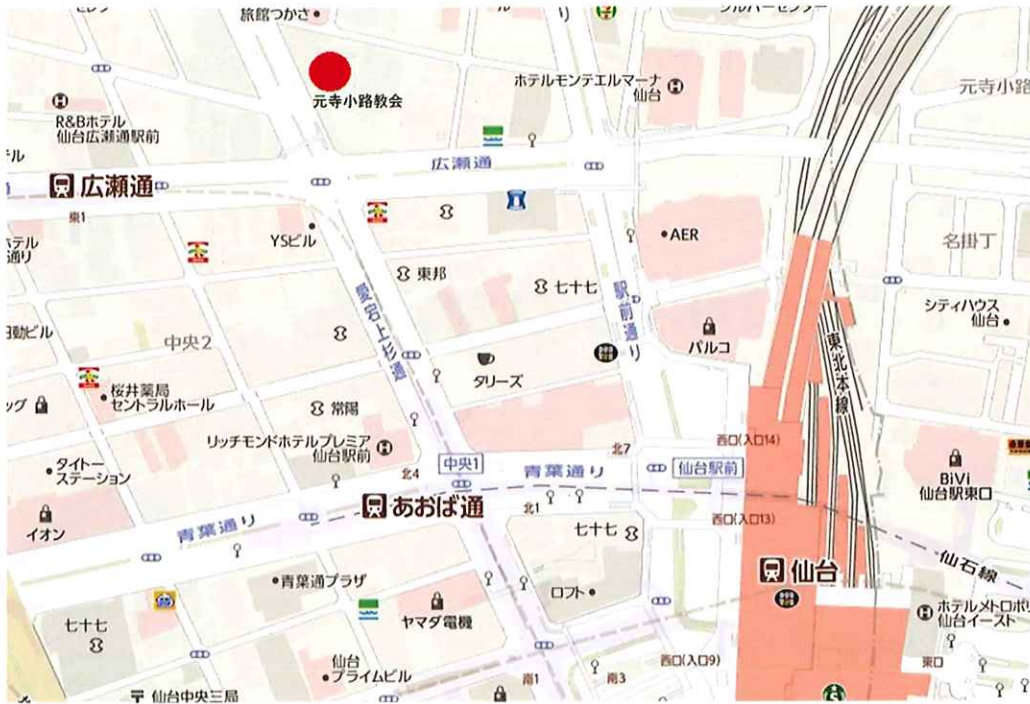 旅館つかさ
元寺小路教会
ホテルモンテエルマーナ
仙台
元寺小路
R&Bホテル
仙台広瀬通駅前
広瀬通
広瀬通
東1
YSビル
AER
名掛丁
東邦
七十七
愛宕上杉通
駅前通り
シティハウス
仙台
中央2
パルコ
東北本線
タリーズ
桜井薬局
セントラルホール
常陽
リッチモンドホテルプレミア
仙台駅前
北7
西口(入口14)
タイトー
ステーション
北4
中央1
青葉通り
仙台駅前
BiVi
仙台駅東口
イオン
あおば通
北1
西口(入口13)
青葉通り
七十七
仙台
仙石線
青葉通プラザ
ロフト
ヤマダ電機
ホテルメトロポリ
仙台イースト
七十七
仙台
プライムビル
西口(入口9)
東口
仙台中央三局
南1
南3